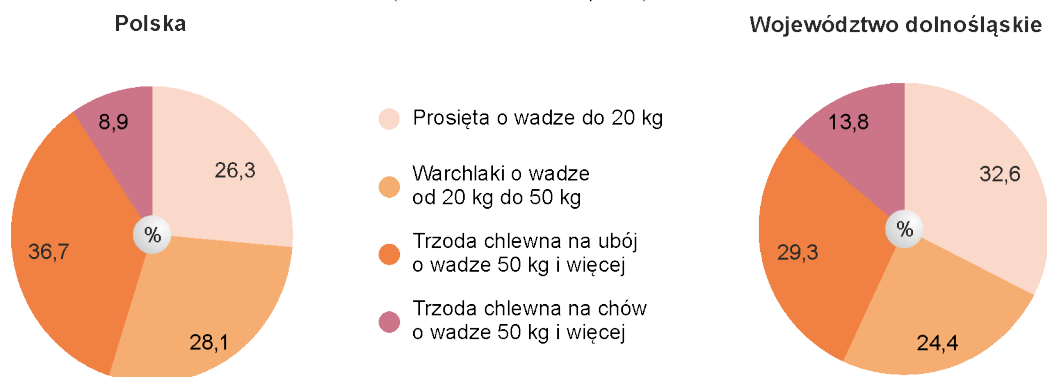 Polska
Województwo dolnośląskie
8,9
26,3
36,7
28,1
%
Prosięta o wadze do 20 kg
Warchlaki o wadze
od 20 kg do 50 kg
Trzoda chlewna na ubój
o wadze 50 kg i więcej
Trzoda chlewna na chów
o wadze 50 kg i więcej
13,8
32,6
29,3
24,4
%